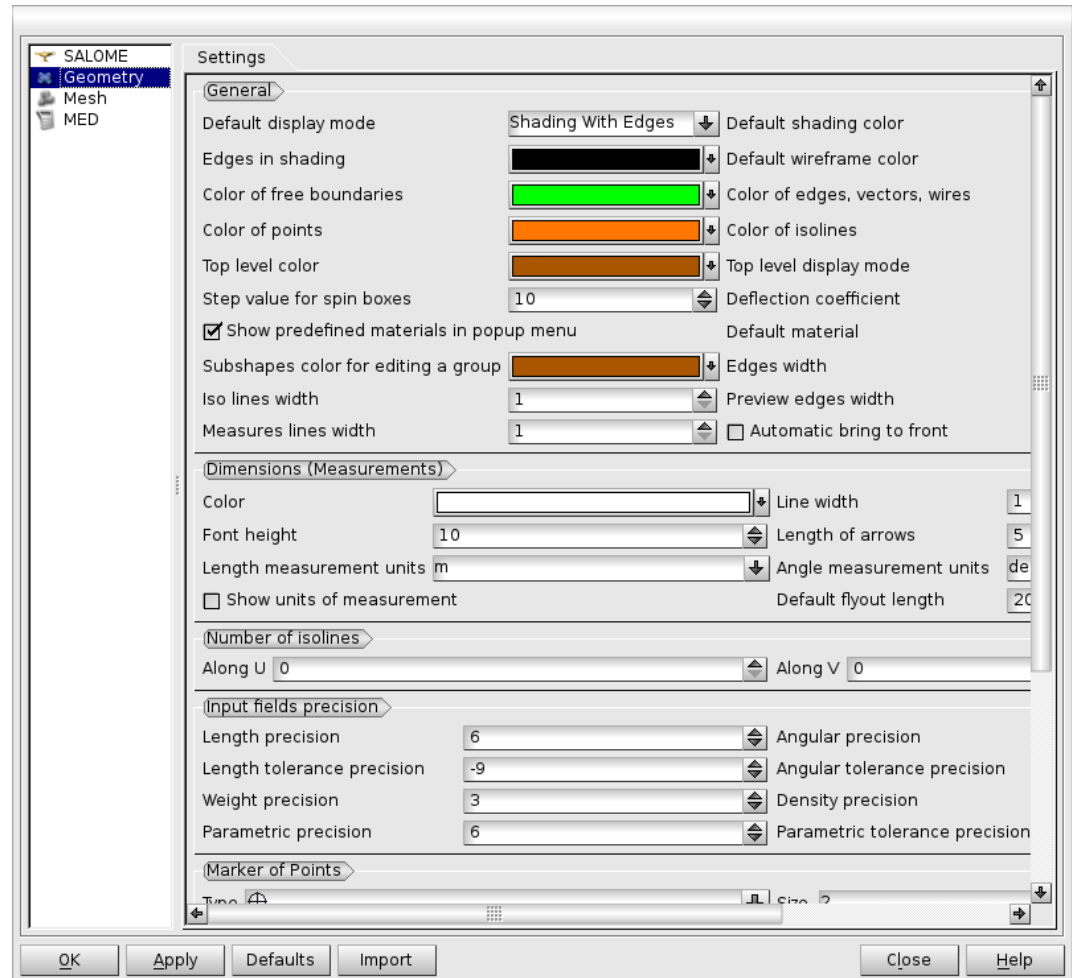 SALOME
Geometry
Mesh
MED
Settings
General
Default display mode Shading With Edges Default shading color
Edges in shading Default wireframe color
Color of free boundaries Color of edges, vectors, wires
Color of points Color of isolines
Top level color Top level display mode
Step value for spin boxes 10 Deflection coefficient
Show predefined materials in popup menu Default material
Subshapes color for editing a group Edges width
Iso lines width 1 Preview edges width
Measures lines width 1 Automatic bring to front
Dimensions (Measurements)
Color Line width 1
Font height 10 Length of arrows 5
Length measurement units m Angle measurement units de
Show units of measurement Default flyout length 20
Number of isolines
Along U 0 Along V 0
Input fields precision
Length precision 6 Angular precision
Length tolerance precision -9 Angular tolerance precision
Weight precision 3 Density precision
Parametric precision 6 Parametric tolerance precision
Marker of Points
Type Size 2
OK Apply Defaults Import Close Help